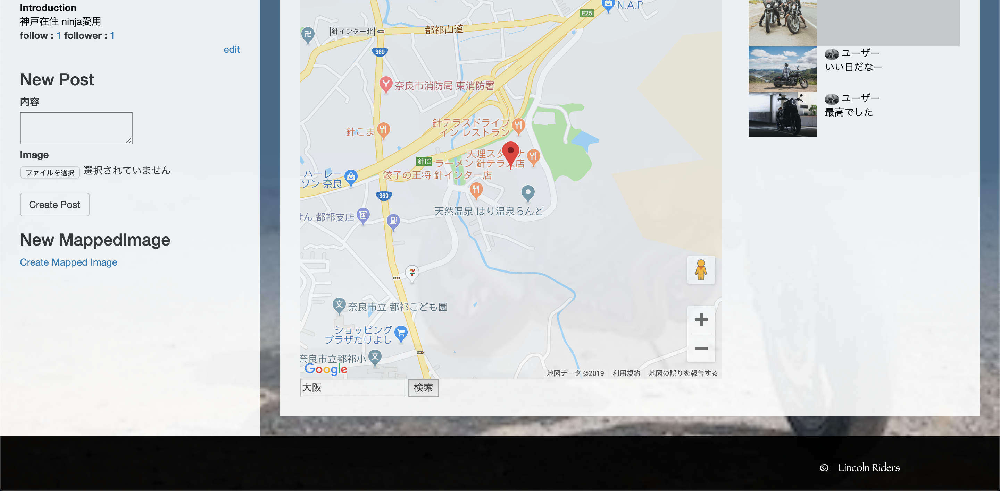 Introduction
神戸在住 ninja愛用
follow : 1 follower : 1
edit
New Post
内容
Image
ファイルを選択 選択されていません
Create Post
New MappedImage
Create Mapped Image
N.A.P
E25
針インター北
都祁山道
卍
369
奈良市消防局 東消防署
針テラスドライブ
イン レストラン
針こま
天理スタ ナ
針IC
ラーメン 針テラ 店
餃子の王将 針インター店
ハーレー
ソン 奈良
369
天然温泉 はり温泉らんど
けん 都祁支店
7
文
奈良市立 都祁こども園
ショッピング
プラザたけよし
奈良市立都祁小
文
Google
地図データ ©2019 利用規約 地図の誤りを報告する
大阪 検索
ユーザー
いい日だなー
ユーザー
最高でした
© Lincoln Riders